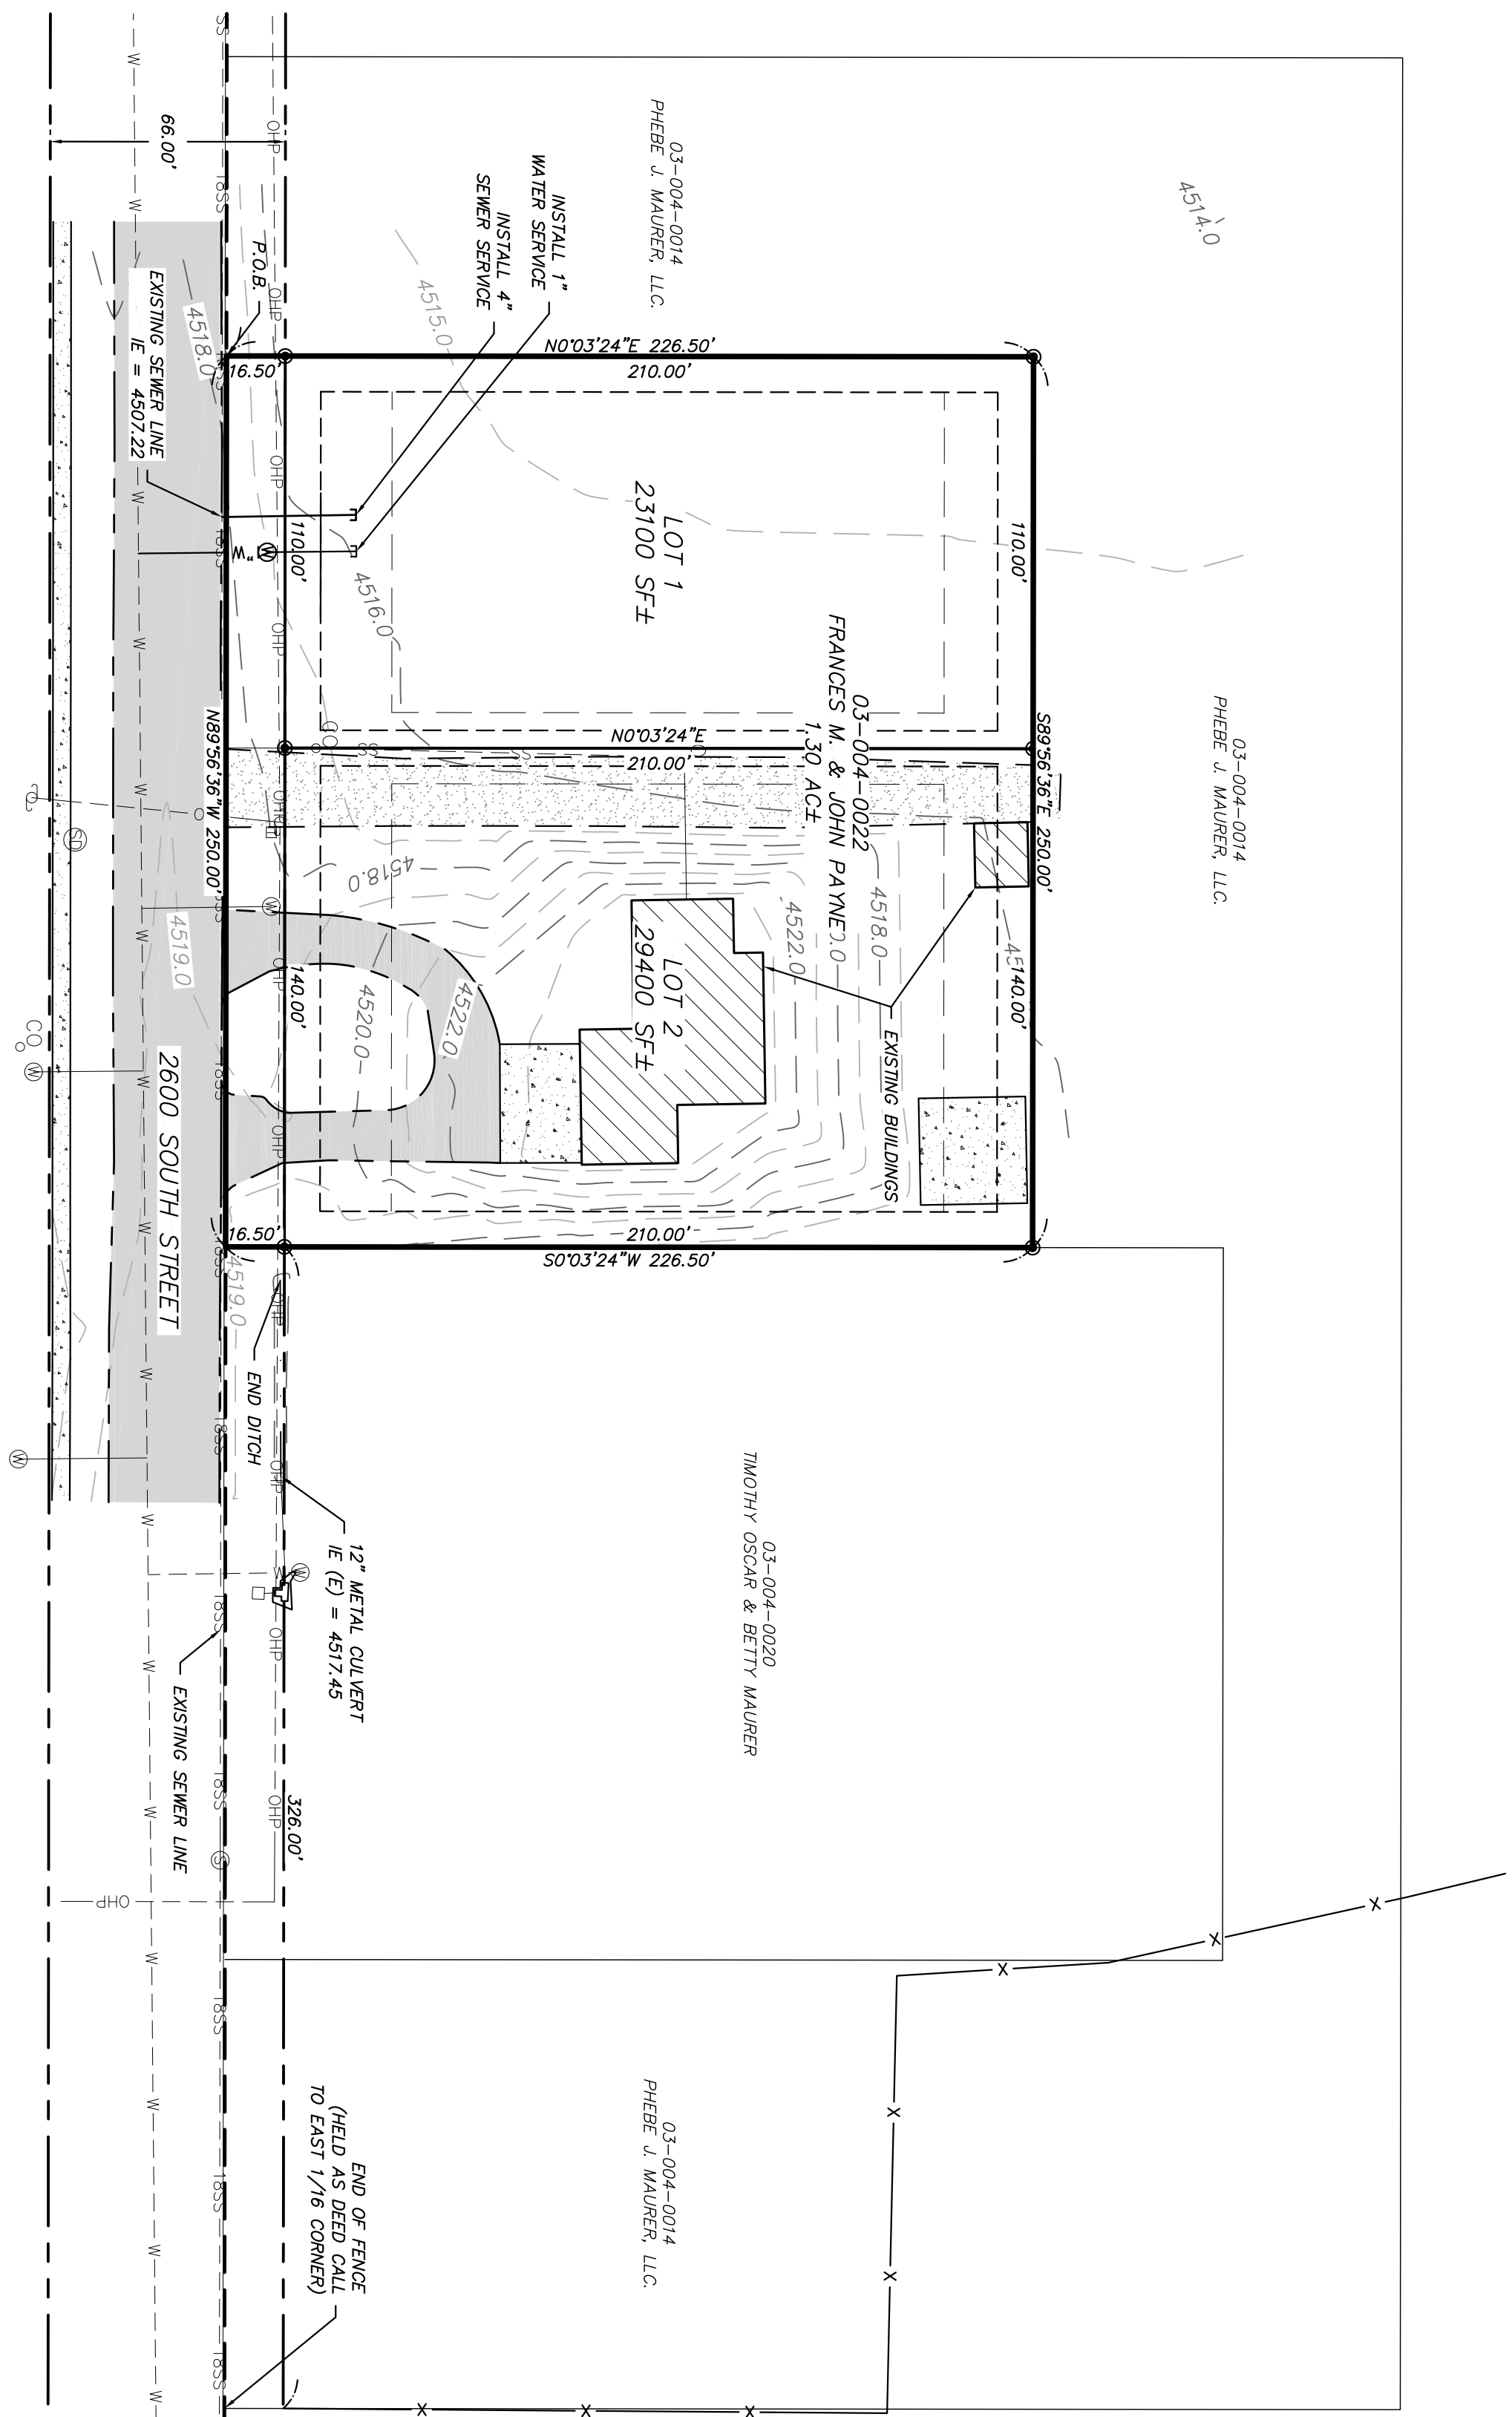 4514.0
03-004-0014
PHEBE J. MAURER, LLC.
03-004-0014
PHEBE J. MAURER, LLC.
INSTALL 1"
WATER SERVICE
INSTALL 4"
SEWER SERVICE
66.00'
P.O.B.
EXISTING SEWER LINE
IE = 4507.22
4518.0
4515.0
4516.0
N0°03'24"E 226.50'
210.00'
16.50'
110.00'
110.00'
1"W
LOT 1
23100 SF±
S89°56'36"E 250.00'
N89°56'36"W 250.00'
N0°03'24"E
210.00'
03-004-0022
FRANCES M. & JOHN PAYNE
1.30 AC±
4518.0
4518.0
4522.0
4522.0
4520.0
4519.0
140.00'
140.00'
LOT 2
29400 SF±
EXISTING BUILDINGS
2600 SOUTH STREET
16.50'
210.00'
S0°03'24"W 226.50'
4519.0
END DITCH
12" METAL CULVERT
IE (E) = 4517.45
03-004-0020
TIMOTHY OSCAR & BETTY MAURER
EXISTING SEWER LINE
326.00'
03-004-0014
PHEBE J. MAURER, LLC.
END OF FENCE
(HELD AS DEED CALL
TO EAST 1/16 CORNER)
SS
18SS
OHP
W
CO
SD
S
X